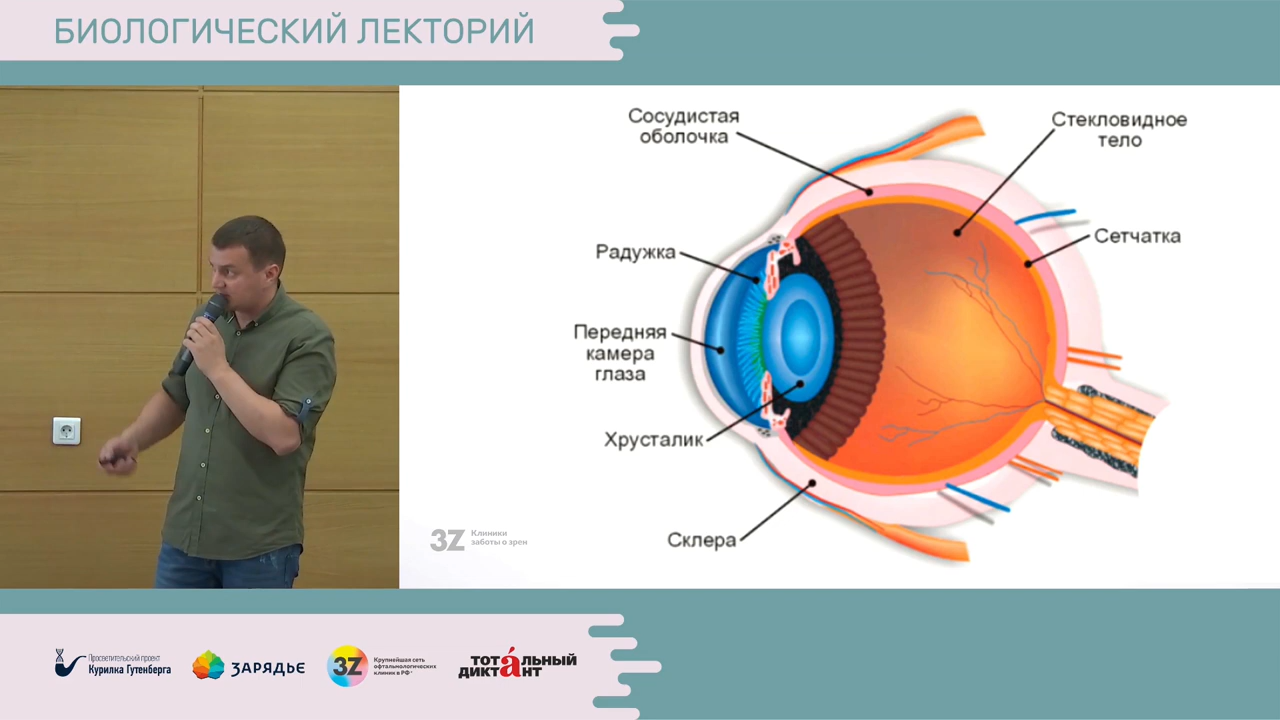 БИОЛОГИЧЕСКИЙ ЛЕКТОРИЙ
Сосудистая
оболочка
Стекловидное
тело
Радужка
Сетчатка
Передняя
камера
глаза
Хрусталик
Склера
3Z Клиники
заботы о зрен
Просветительский проект
Курилка Гутенберга
ЗАРЯДЬЕ
3Z
Крупнейшая сеть
офтальмологических
клиник в РФ*
тотáльный
диктант